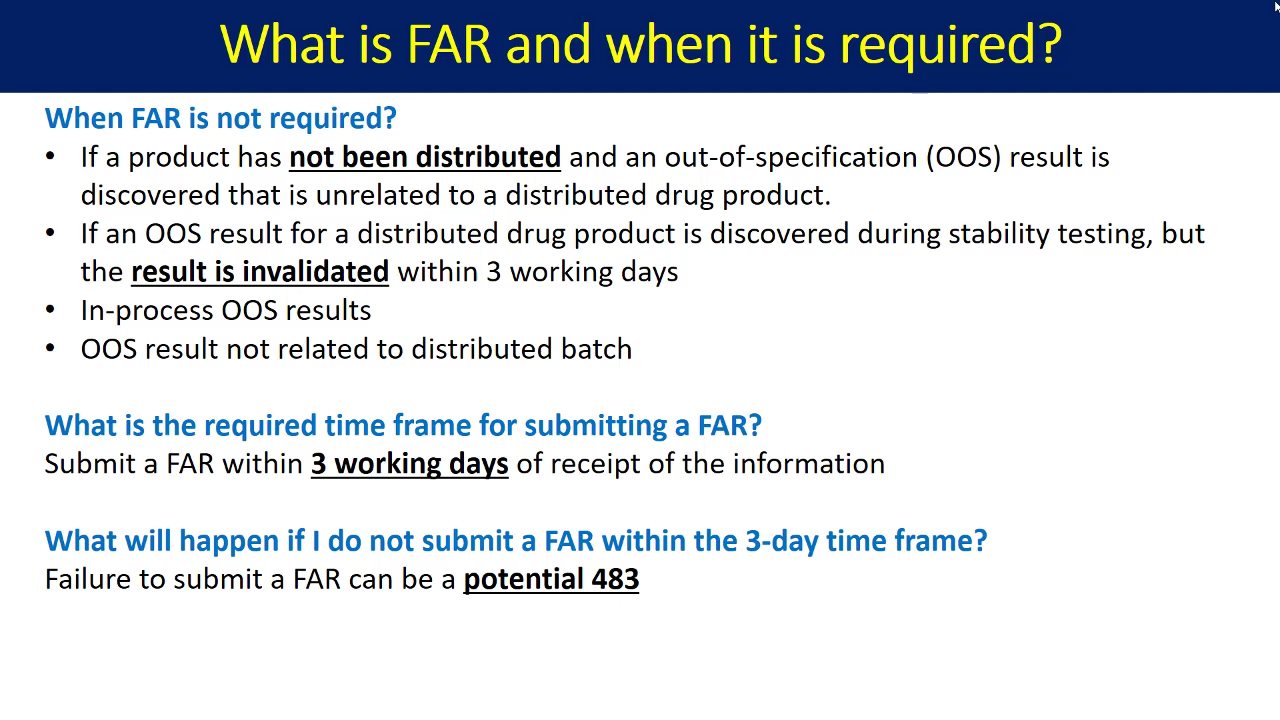 What is FAR and when it is required?
When FAR is not required?
• If a product has not been distributed and an out-of-specification (OOS) result is
discovered that is unrelated to a distributed drug product.
• If an OOS result for a distributed drug product is discovered during stability testing, but
the result is invalidated within 3 working days
• In-process OOS results
• OOS result not related to distributed batch
What is the required time frame for submitting a FAR?
Submit a FAR within 3 working days of receipt of the information
What will happen if I do not submit a FAR within the 3-day time frame?
Failure to submit a FAR can be a potential 483